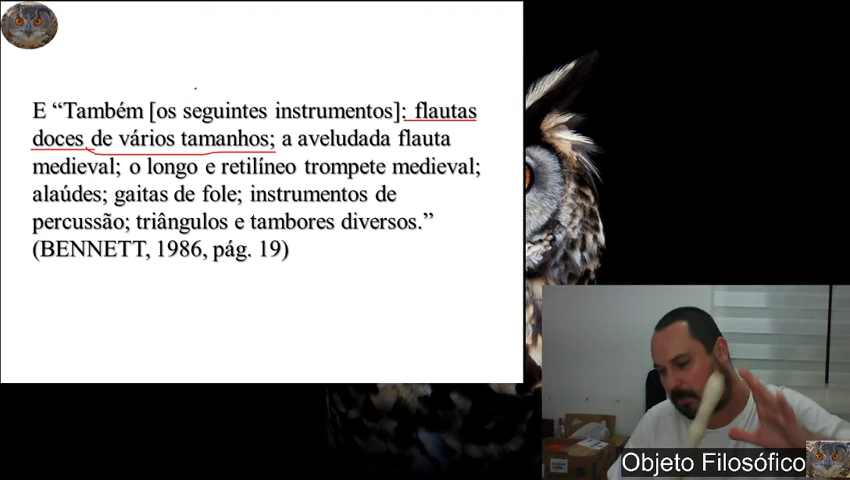 E “Também [os seguintes instrumentos]: flautas
doces de vários tamanhos; a aveludada flauta
medieval; o longo e retilíneo trompete medieval;
alaúdes; gaitas de fole; instrumentos de
percussão; triângulos e tambores diversos.”
(BENNETT, 1986, pág. 19)
Objeto Filosófico